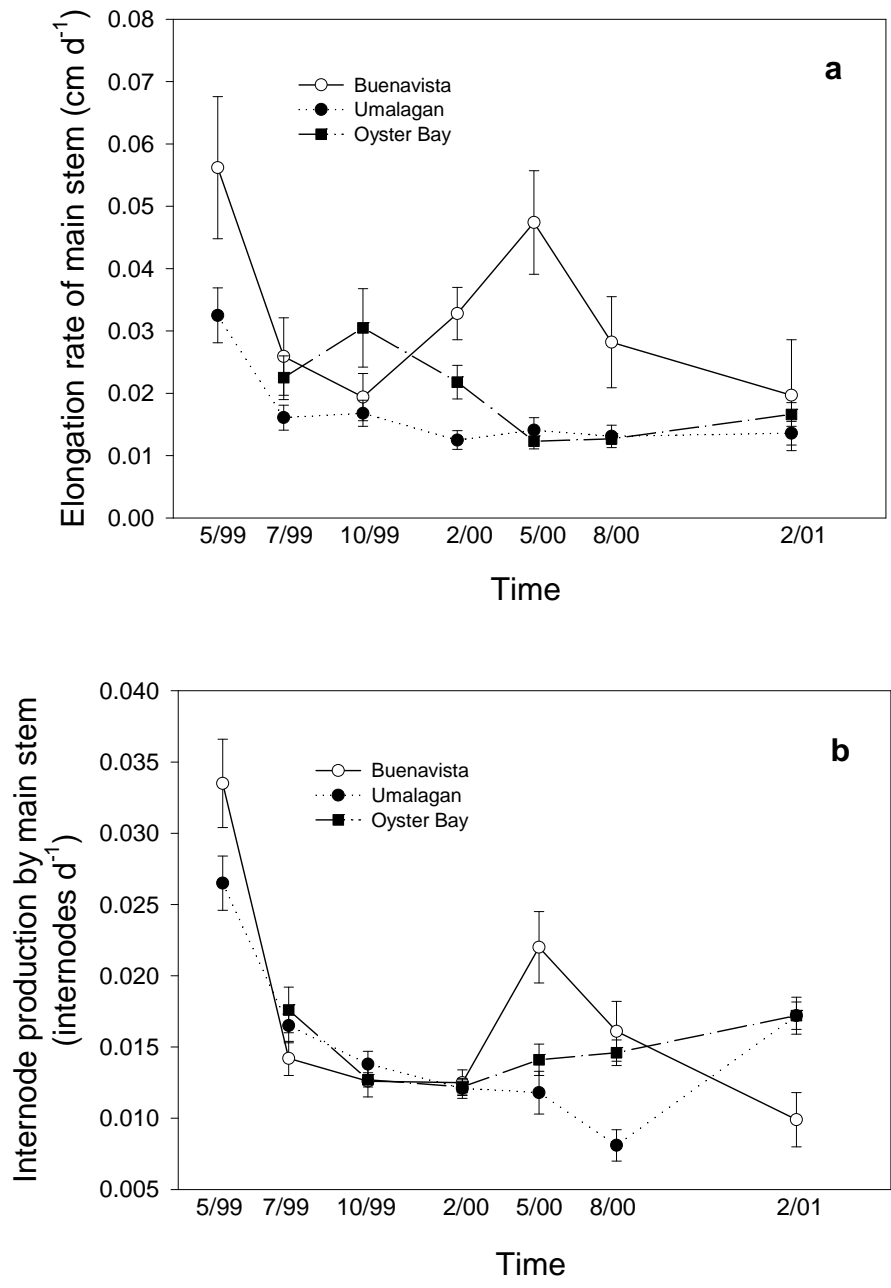 0.08
0.07
0.06
0.05
0.04
0.03
0.02
0.01
0.00
Elongation rate of main stem (cm d⁻¹)
a
Buenavista
Umalagan
Oyster Bay
5/99 7/99 10/99 2/00 5/00 8/00 2/01
Time
0.040
0.035
0.030
0.025
0.020
0.015
0.010
0.005
Internode production by main stem
(internodes d⁻¹)
b
Buenavista
Umalagan
Oyster Bay
5/99 7/99 10/99 2/00 5/00 8/00 2/01
Time